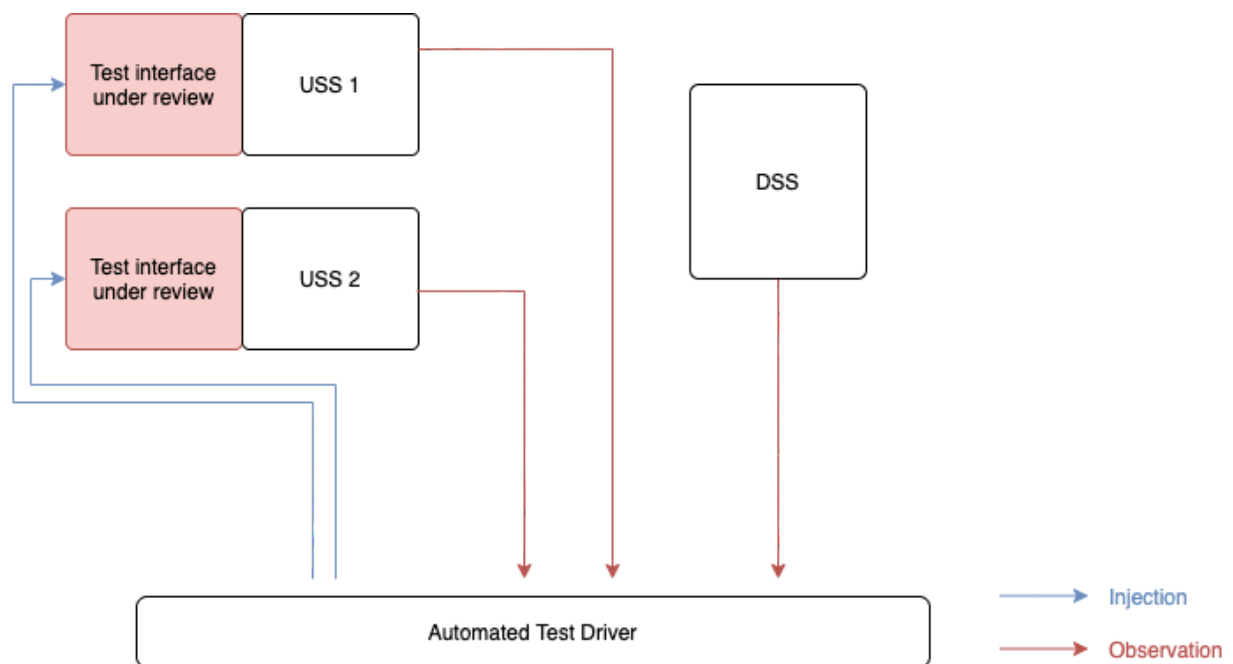 Test interface
under review
USS 1
DSS
Test interface
under review
USS 2
Injection
Automated Test Driver
Observation